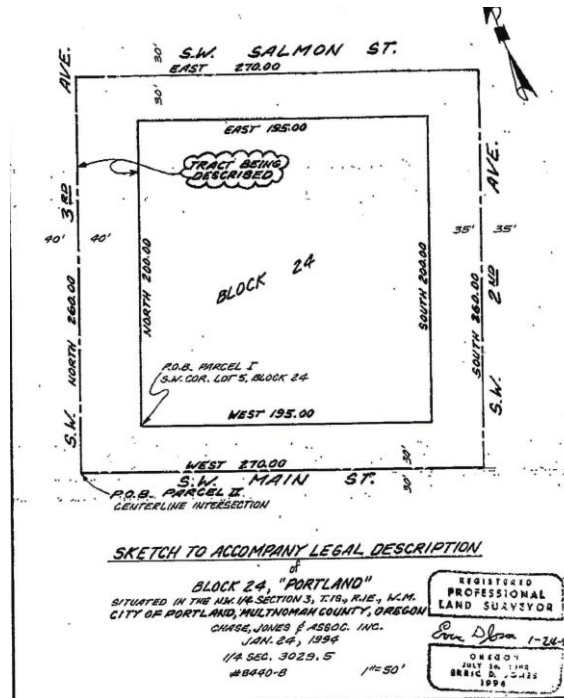 S.W. SALMON ST.
30'
EAST 270.00
30'
AVE.
EAST 195.00
TRACT BEING
DESCRIBED
AVE.
3RD
40' 40'
35' 35'
NORTH 200.00
BLOCK 24
SOUTH 200.00
2ND
NORTH 260.00
SOUTH 260.00
P.O.B. PARCEL I
S.W. COR. LOT 5, BLOCK 24
S.W.
S.W.
WEST 195.00
30'
WEST 270.00
S.W. MAIN ST.
30'
P.O.B. PARCEL II
CENTERLINE INTERSECTION
SKETCH TO ACCOMPANY LEGAL DESCRIPTION
of
BLOCK 24, "PORTLAND"
SITUATED IN THE N.W. 1/4 SECTION 3, T.1S., R.1E., W.M.
CITY OF PORTLAND, MULTNOMAH COUNTY, OREGON
CHASE, JONES & ASSOC. INC.
JAN. 24, 1994
1/4 SEC. 3029.5
#8440-B 1"=50'
REGISTERED
PROFESSIONAL
LAND SURVEYOR
OREGON